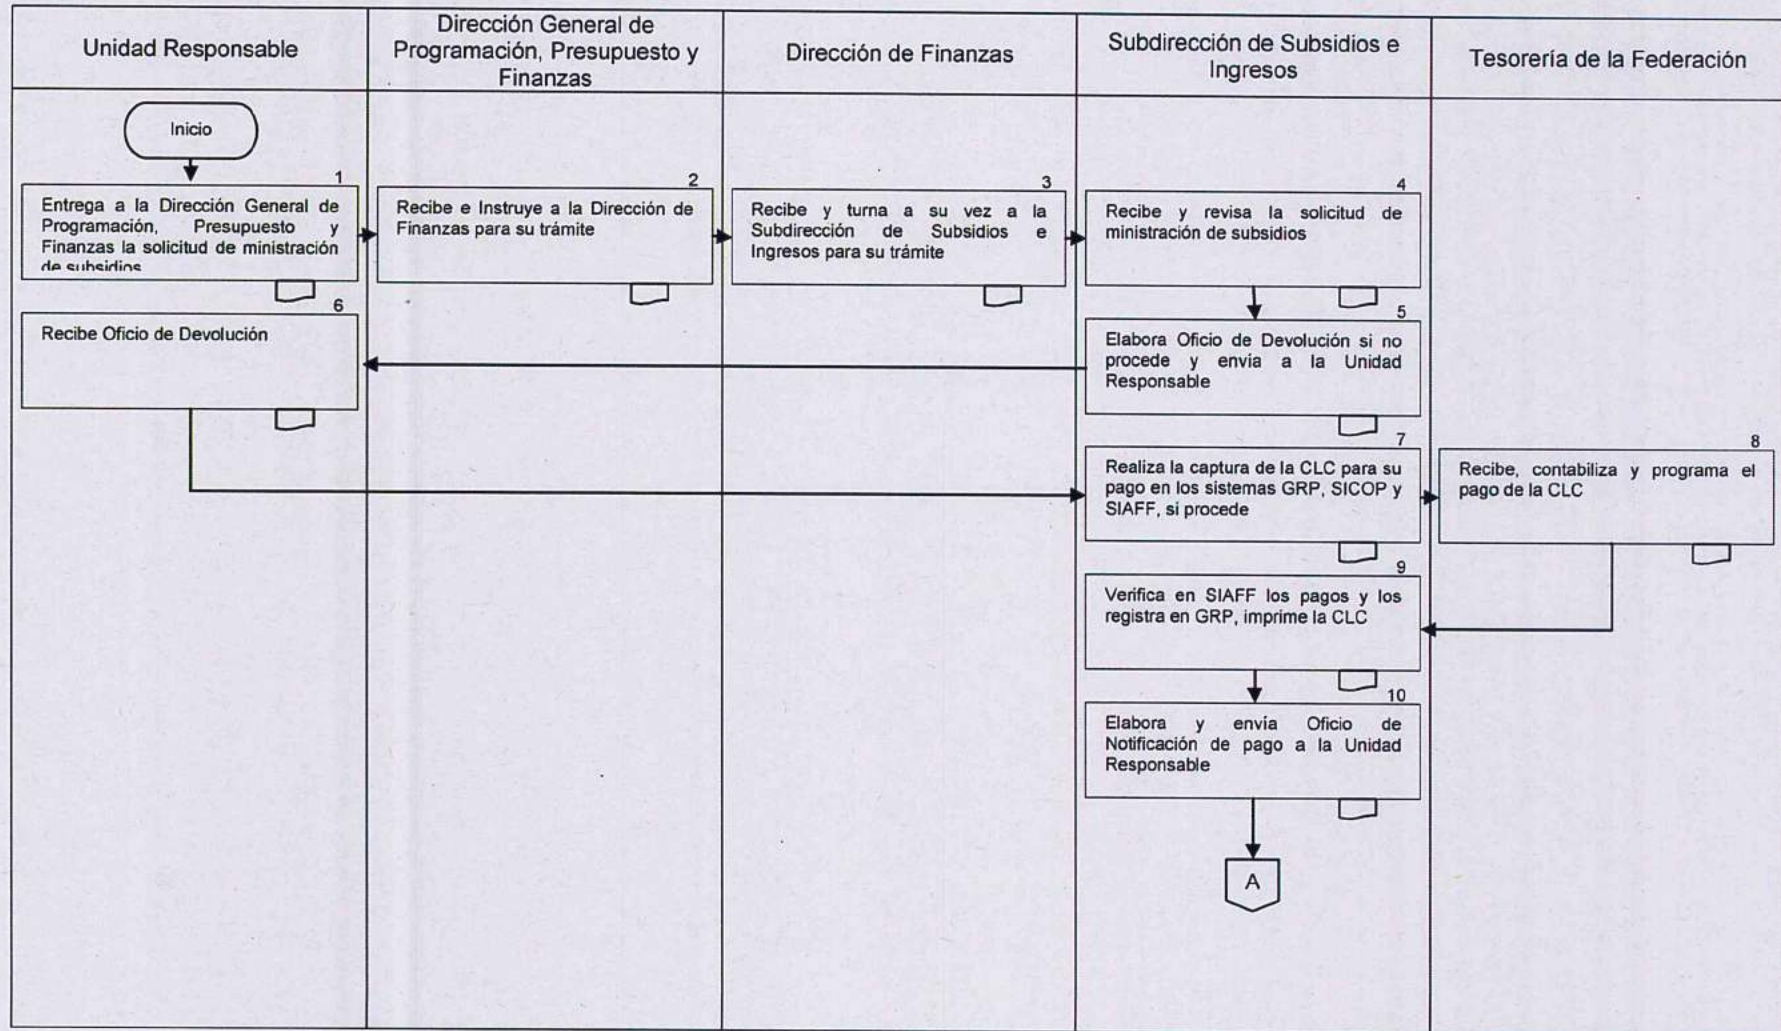 Unidad Responsable
Dirección General de
Programación, Presupuesto y
Finanzas
Dirección de Finanzas
Subdirección de Subsidios e
Ingresos
Tesorería de la Federación
Inicio
1
Entrega a la Dirección General de
Programación, Presupuesto y
Finanzas la solicitud de ministración
de subsidios
2
Recibe e Instruye a la Dirección de
Finanzas para su trámite
3
Recibe y turna a su vez a la
Subdirección de Subsidios e
Ingresos para su trámite
4
Recibe y revisa la solicitud de
ministración de subsidios
5
Elabora Oficio de Devolución si no
procede y envía a la Unidad
Responsable
6
Recibe Oficio de Devolución
7
Realiza la captura de la CLC para su
pago en los sistemas GRP, SICOP y
SIAFF, si procede
8
Recibe, contabiliza y programa el
pago de la CLC
9
Verifica en SIAFF los pagos y los
registra en GRP, imprime la CLC
10
Elabora y envía Oficio de
Notificación de pago a la Unidad
Responsable
A